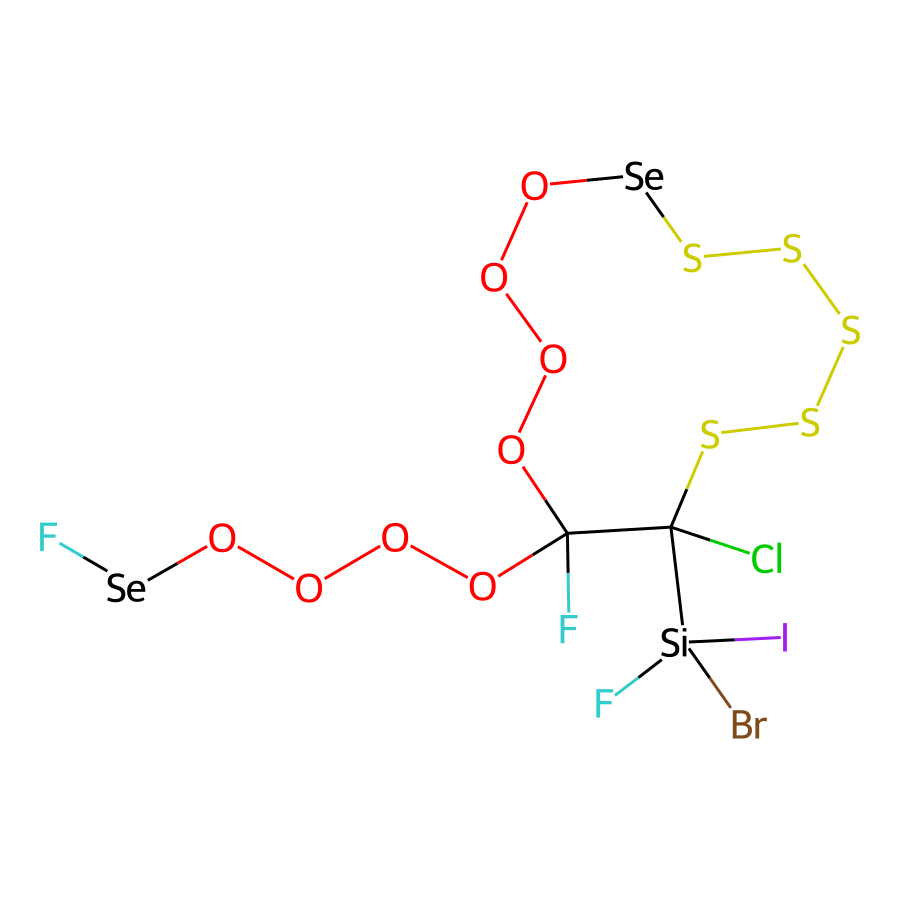 O Se
S S
O
S
O
O S S
F O O Cl
Se O O F
Si I
F Br